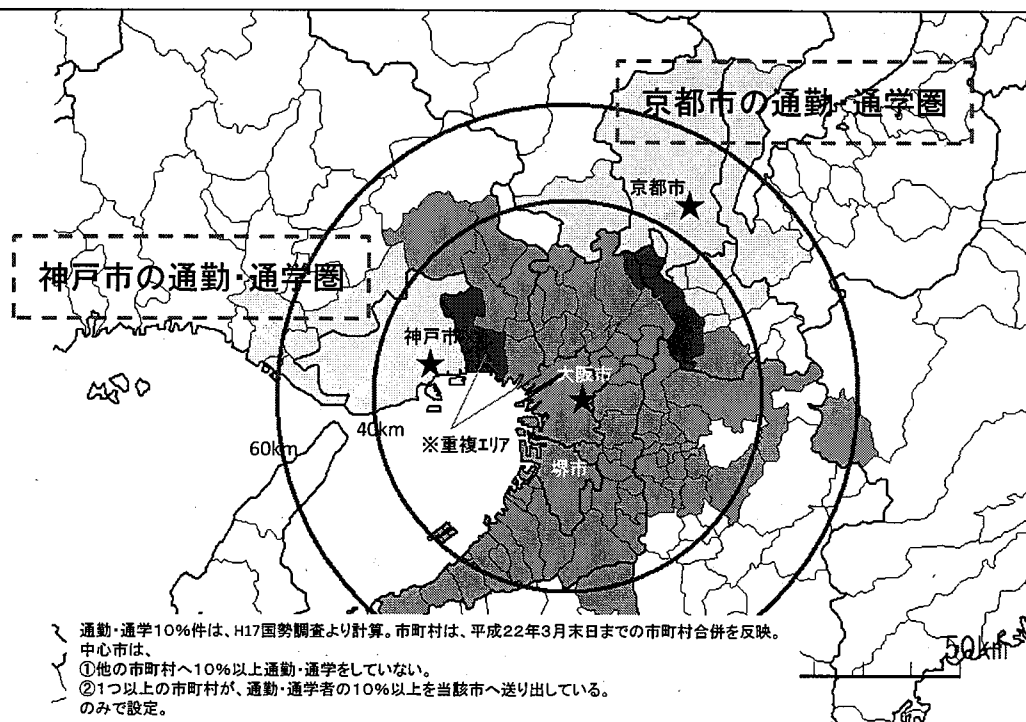 京都市の通勤・通学圏
京都市
神戸市の通勤・通学圏
神戸市
大阪市
40km
※重複エリア
60km
堺市
通勤・通学10%件は、H17国勢調査より計算。市町村は、平成22年3月末日までの市町村合併を反映。
中心市は、
①他の市町村へ10%以上通勤・通学をしていない。
②1つ以上の市町村が、通勤・通学者の10%以上を当該市へ送り出している。
のみで設定。
50km